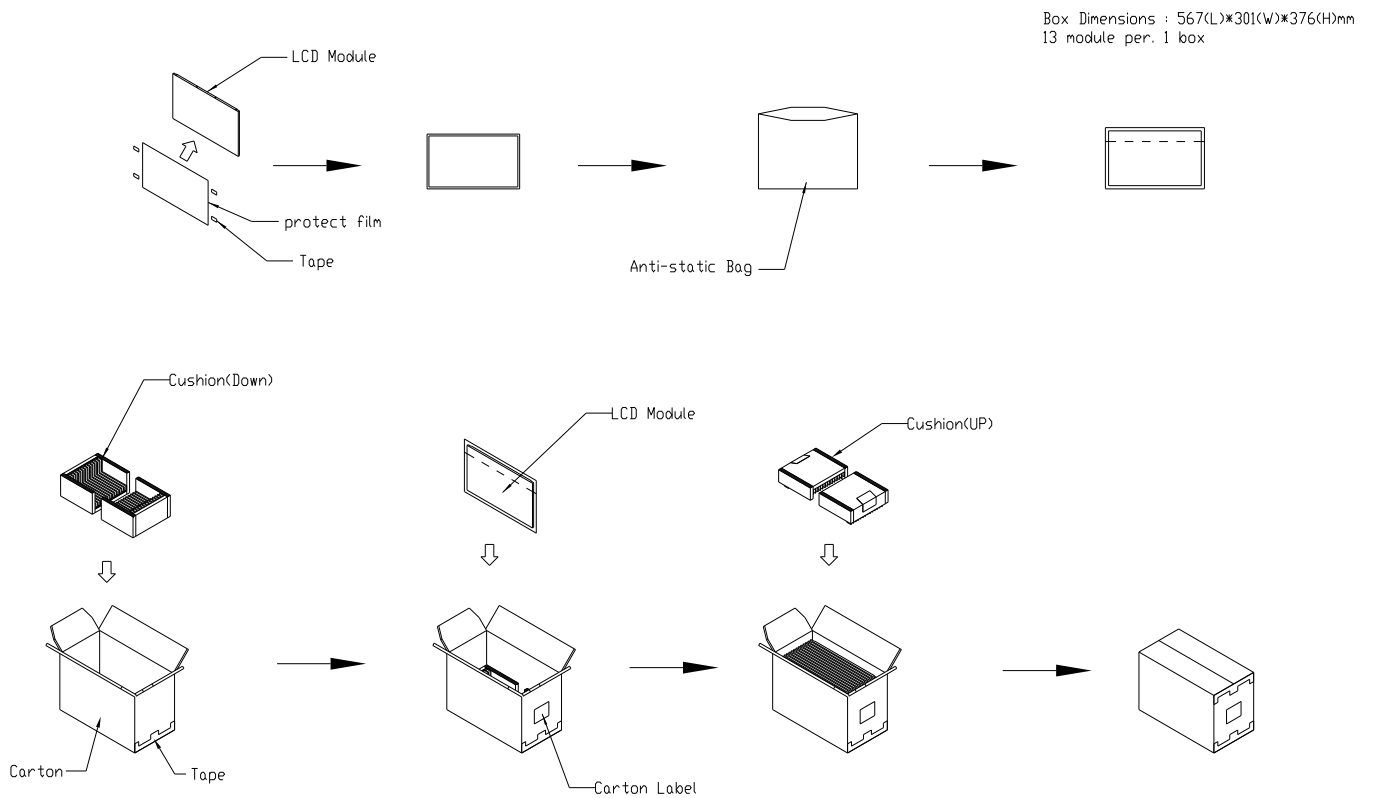 Box Dimensions : 567(L)*301(W)*376(H)mm
13 module per. 1 box
LCD Module
protect film
Tape
Anti-static Bag
Cushion(Down)
LCD Module
Cushion(UP)
Carton
Tape
Carton Label